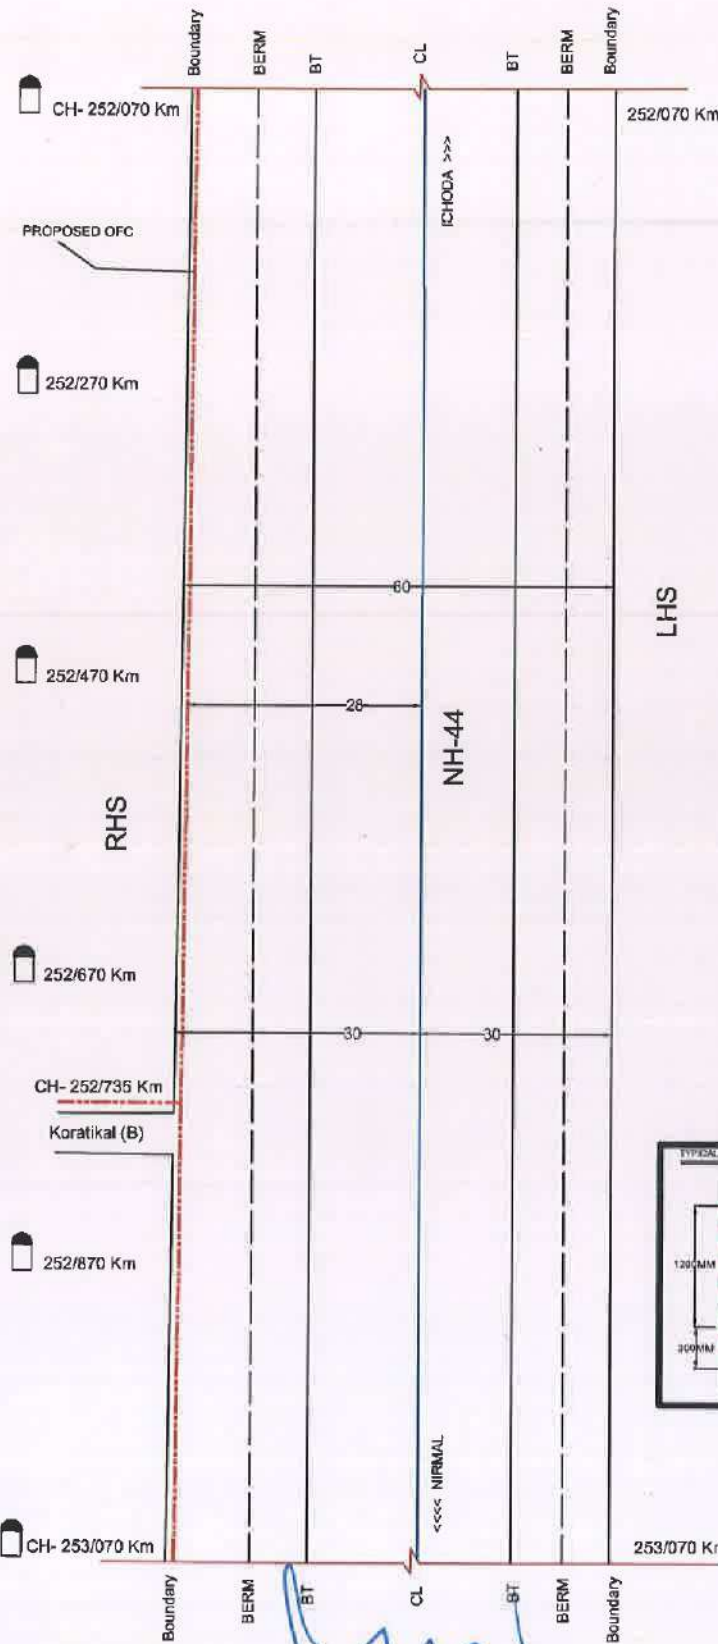 Boundary
BERM
BT
CL
BT
BERM
Boundary
CH- 252/070 Km
252/070 Km
ICHODA >>>
PROPOSED OFC
252/270 Km
60
LHS
252/470 Km
28
NH-44
RHS
252/670 Km
30
30
CH- 252/735 Km
Koratikal (B)
TYPICAL
1200MM
300MM
252/870 Km
<<<< NIRMAL
CH- 253/070 Km
253/070 Km
Boundary
BERM
BT
CL
BT
BERM
Boundary